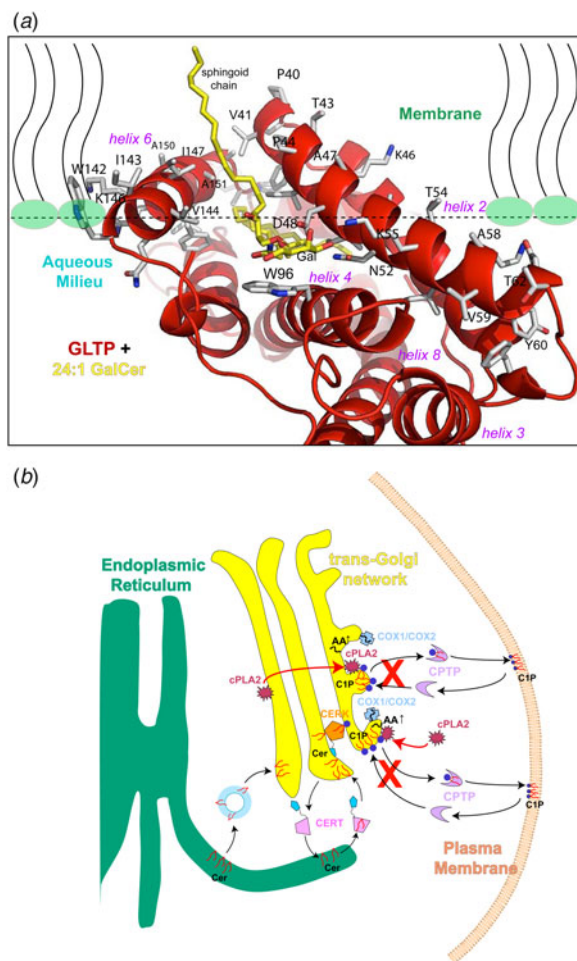 (a)
sphingoid
chain
P40
T43
Membrane
helix 6
V41
A150
I147
P44
A47
K46
W142
I143
A151
T54
helix 2
V144
D48
K55
A58
Aqueous
Milieu
Gal
N52
T62
W96
helix 4
V59
GLTP +
24:1 GalCer
helix 8
Y60
helix 3
(b)
Endoplasmic
Reticulum
trans-Golgi
network
AA↑
COX1/COX2
cPLA2
cPLA2
C1P
X
CPTP
C1P
COX1/COX2
CERK
C1P
AA↑
cPLA2
Cer
X
CPTP
C1P
CERT
Plasma
Membrane
Cer
Cer